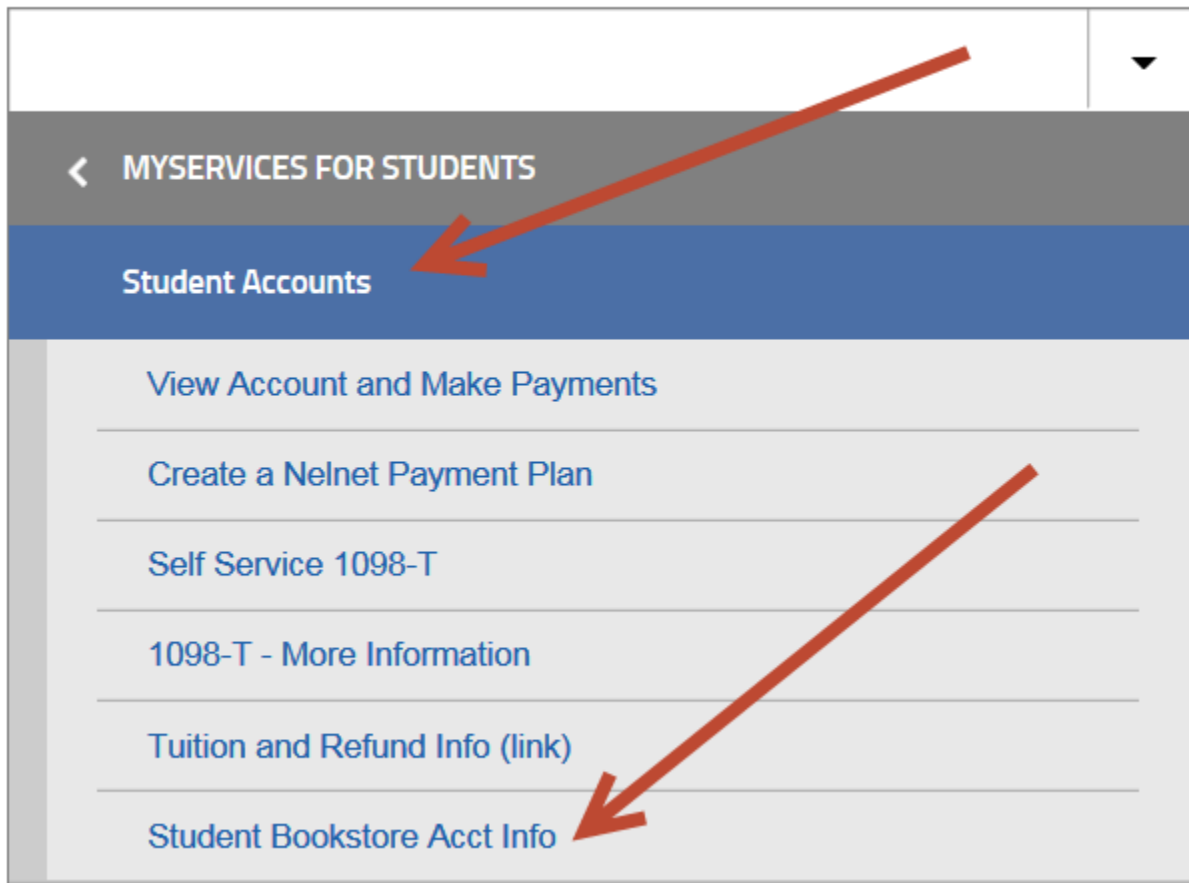 MYSERVICES FOR STUDENTS
Student Accounts
View Account and Make Payments
Create a Nelnet Payment Plan
Self Service 1098-T
1098-T - More Information
Tuition and Refund Info (link)
Student Bookstore Acct Info